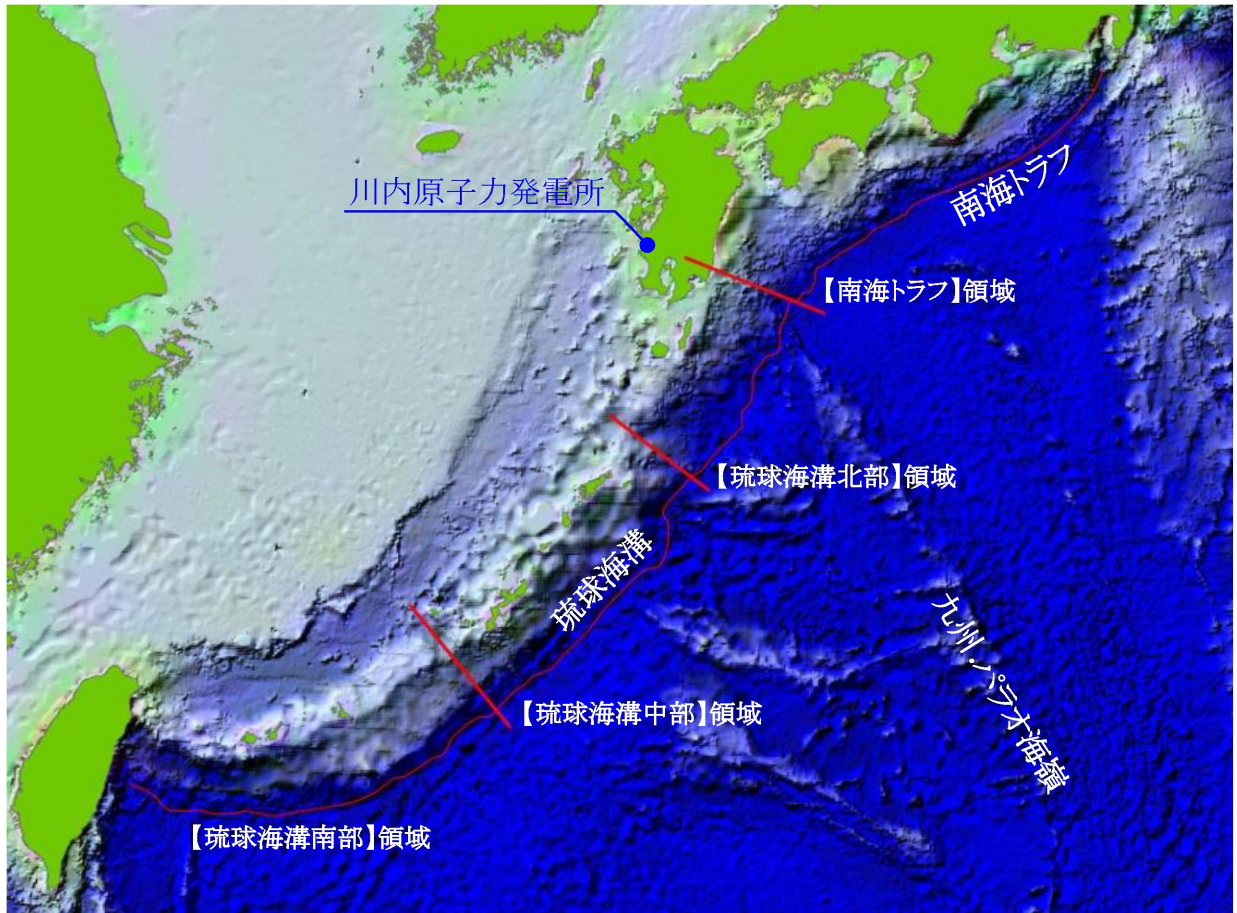 川内原子力発電所
南海トラフ
【南海トラフ】領域
【琉球海溝北部】領域
琉球海溝
九州・パラオ海嶺
【琉球海溝中部】領域
【琉球海溝南部】領域